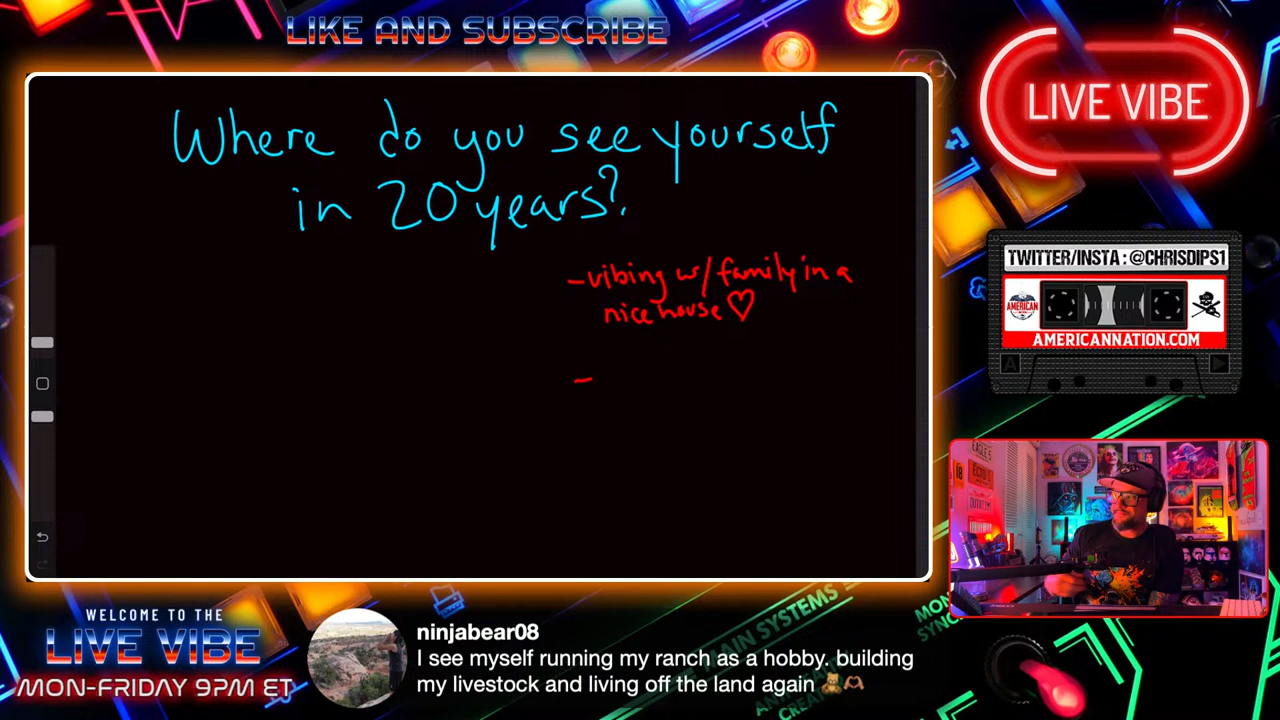 LIKE AND SUBSCRIBE
LIVE VIBE
Where do you see yourself
in 20 years?
-vibing w/ family in a
nice house ♡
-
TWITTER/INSTA : @CHRISDIPS1
AMERICAN
AMERICANNATION.COM
A
WELCOME TO THE
LIVE VIBE
MON-FRIDAY 9PM ET
ninjabear08
I see myself running my ranch as a hobby. building
my livestock and living off the land again 🧸🫶